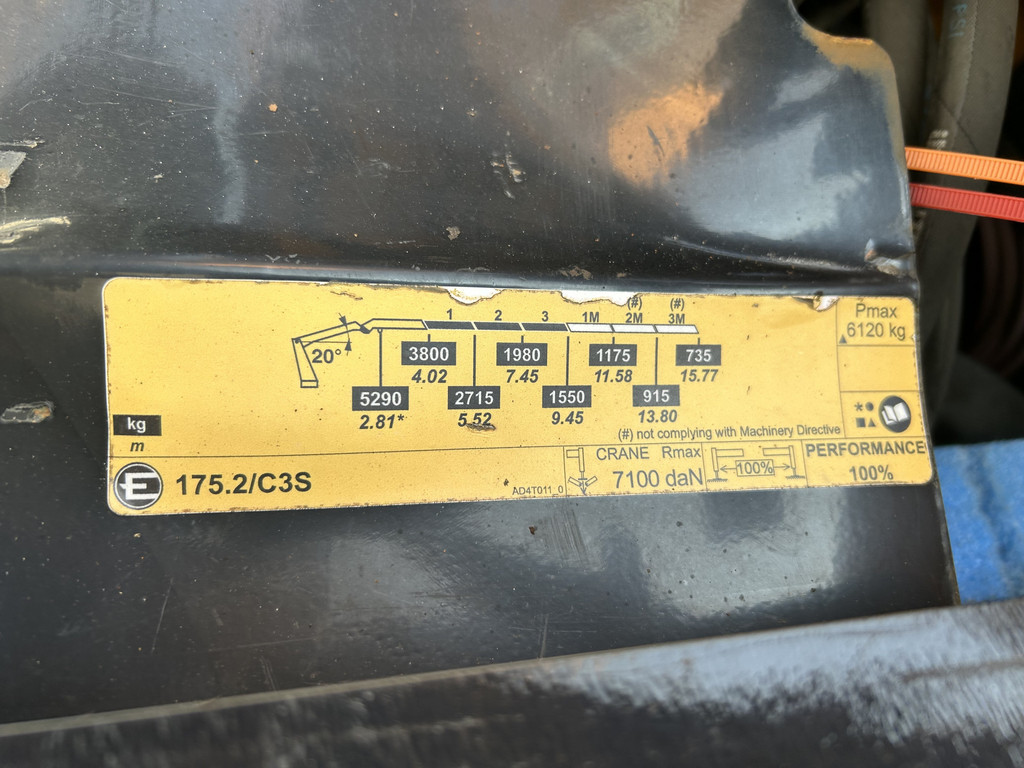 1 2 3 1M (#) 2M (#) 3M
20°
3800 1980 1175 735
4.02 7.45 11.58 15.77
5290 2715 1550 915
2.81* 5.52 9.45 13.80
kg
m
(#) not complying with Machinery Directive
Pmax
6120 kg
E 175.2/C3S
AD4T011_0
CRANE Rmax
7100 daN
100%
PERFORMANCE
100%